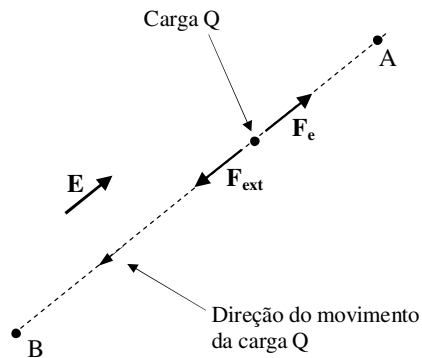 Carga Q
A
Fe
E
Fext
Direção do movimento
da carga Q
B